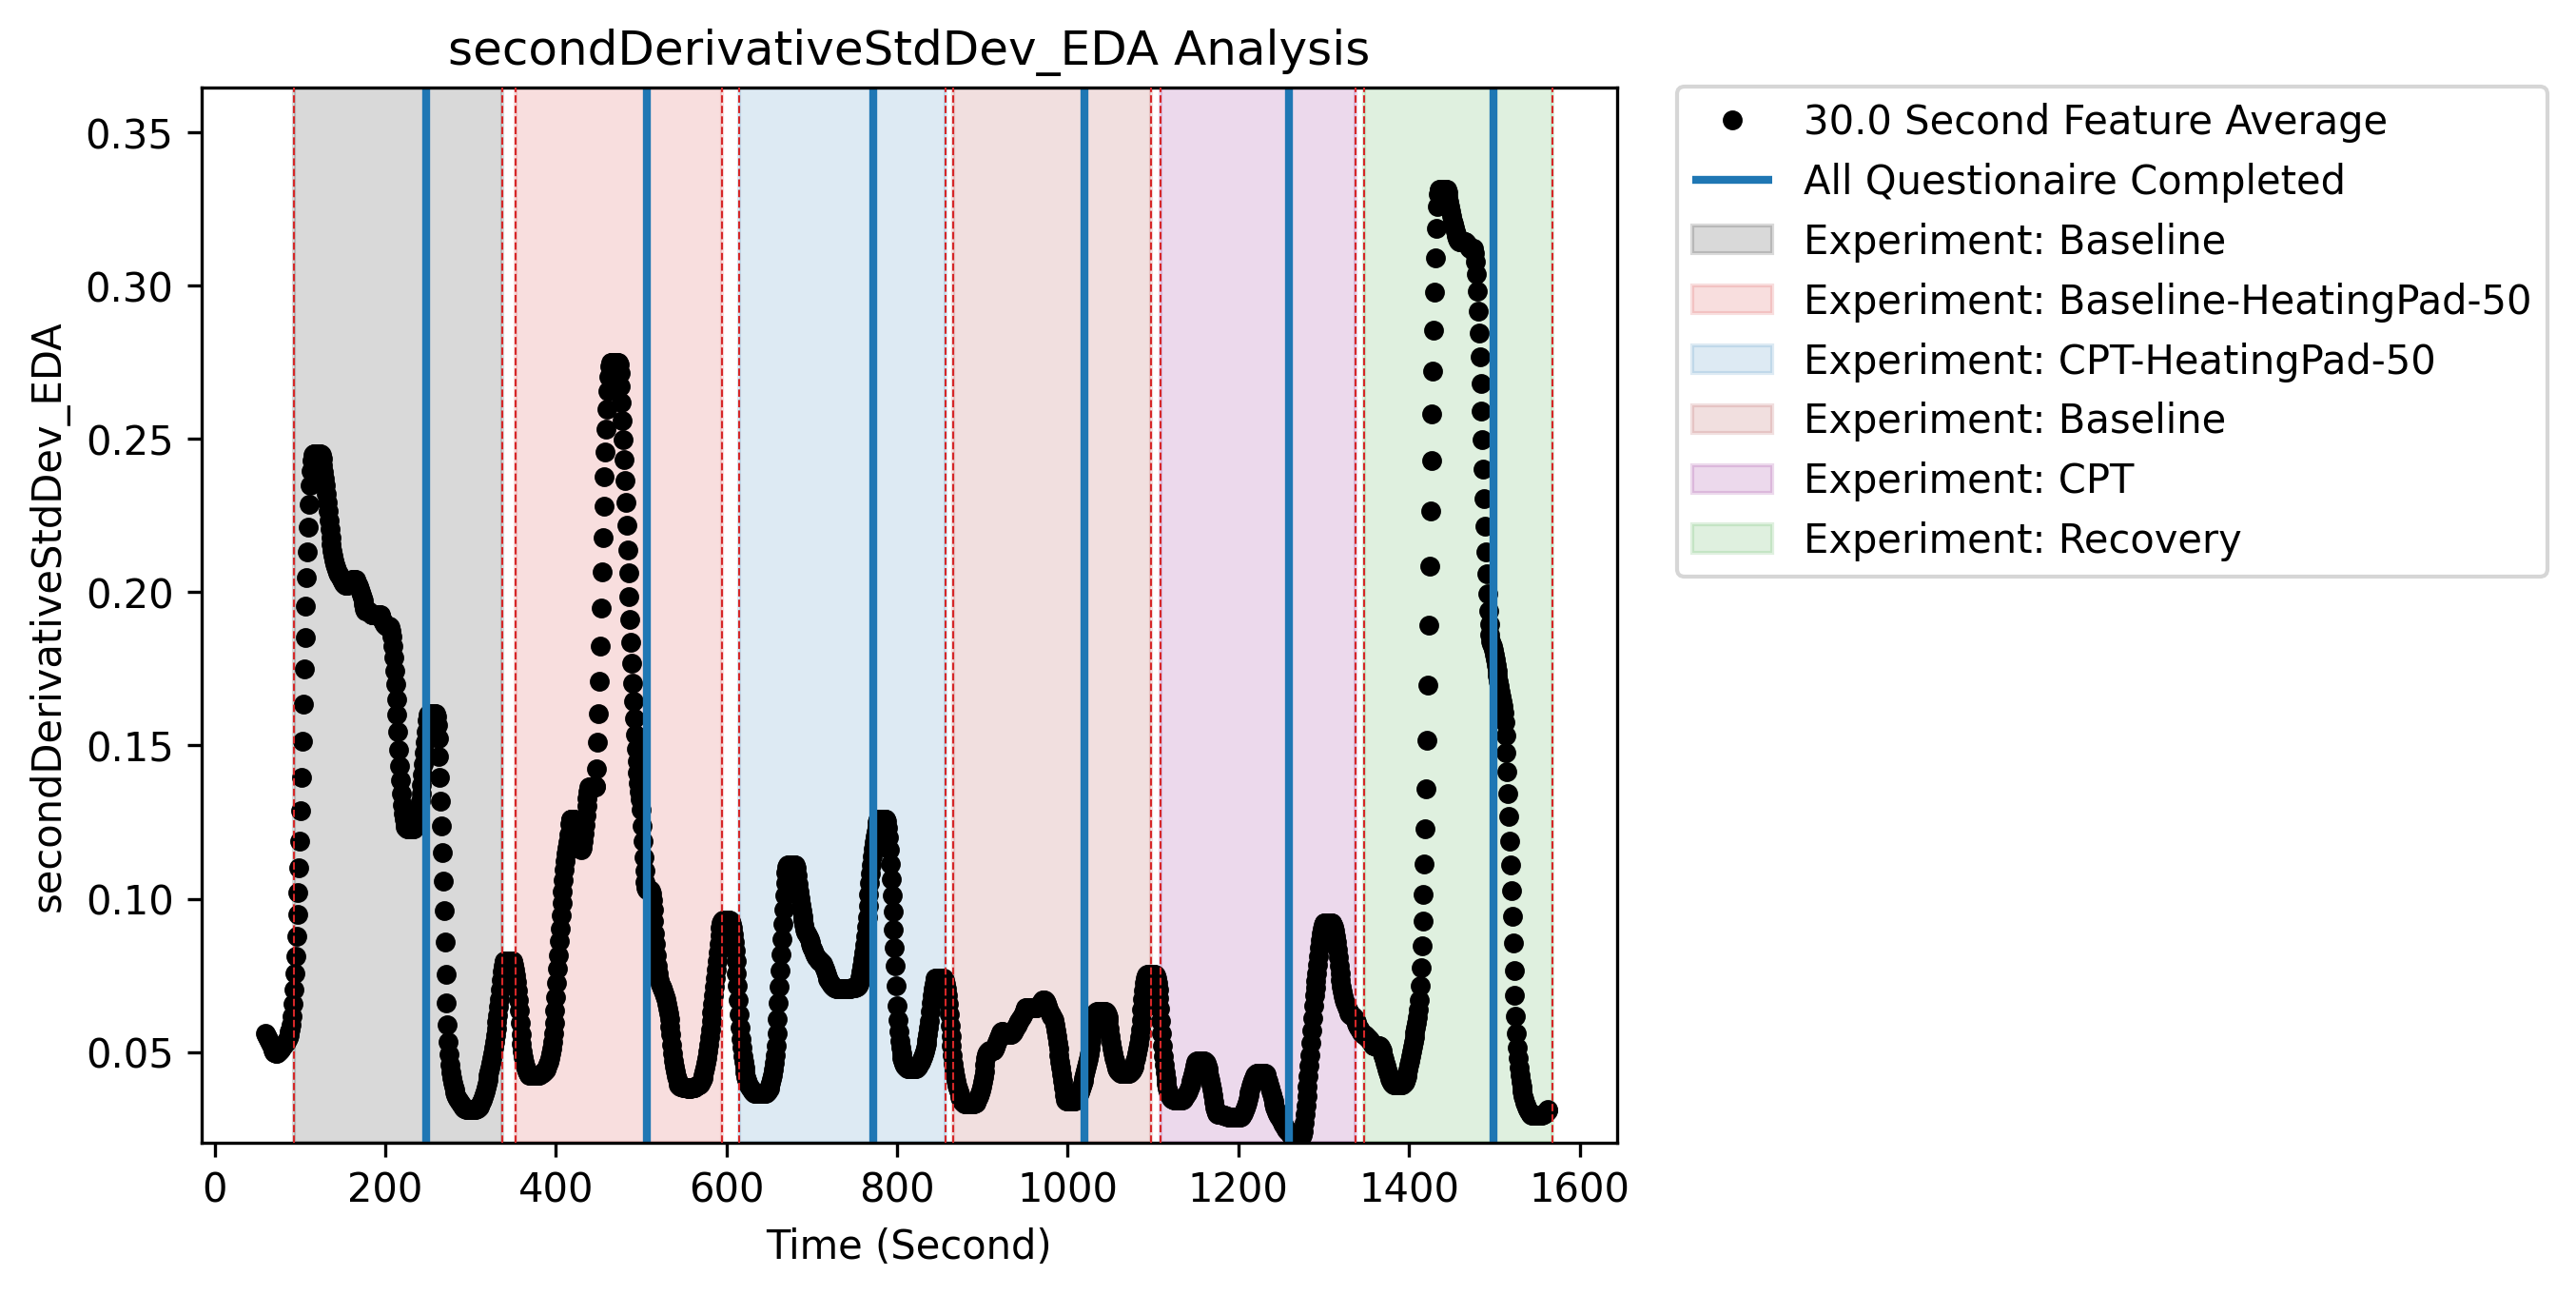 secondDerivativeStdDev_EDA Analysis
secondDerivativeStdDev_EDA
0.35
0.30
0.25
0.20
0.15
0.10
0.05
0 200 400 600 800 1000 1200 1400 1600
Time (Second)
30.0 Second Feature Average
All Questionaire Completed
Experiment: Baseline
Experiment: Baseline-HeatingPad-50
Experiment: CPT-HeatingPad-50
Experiment: Baseline
Experiment: CPT
Experiment: Recovery